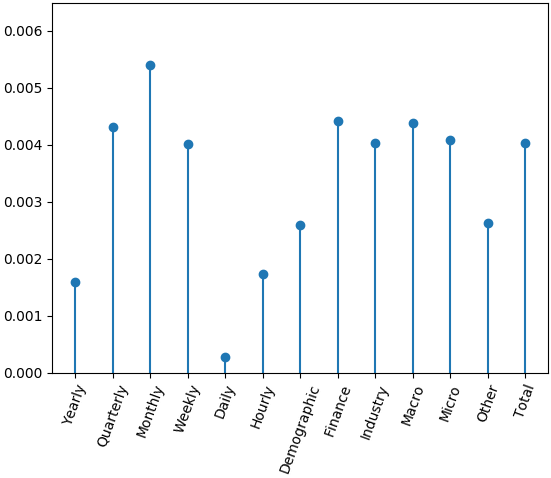 0.006
0.005
0.004
0.003
0.002
0.001
0.000
Yearly
Quarterly
Monthly
Weekly
Daily
Hourly
Demographic
Finance
Industry
Macro
Micro
Other
Total